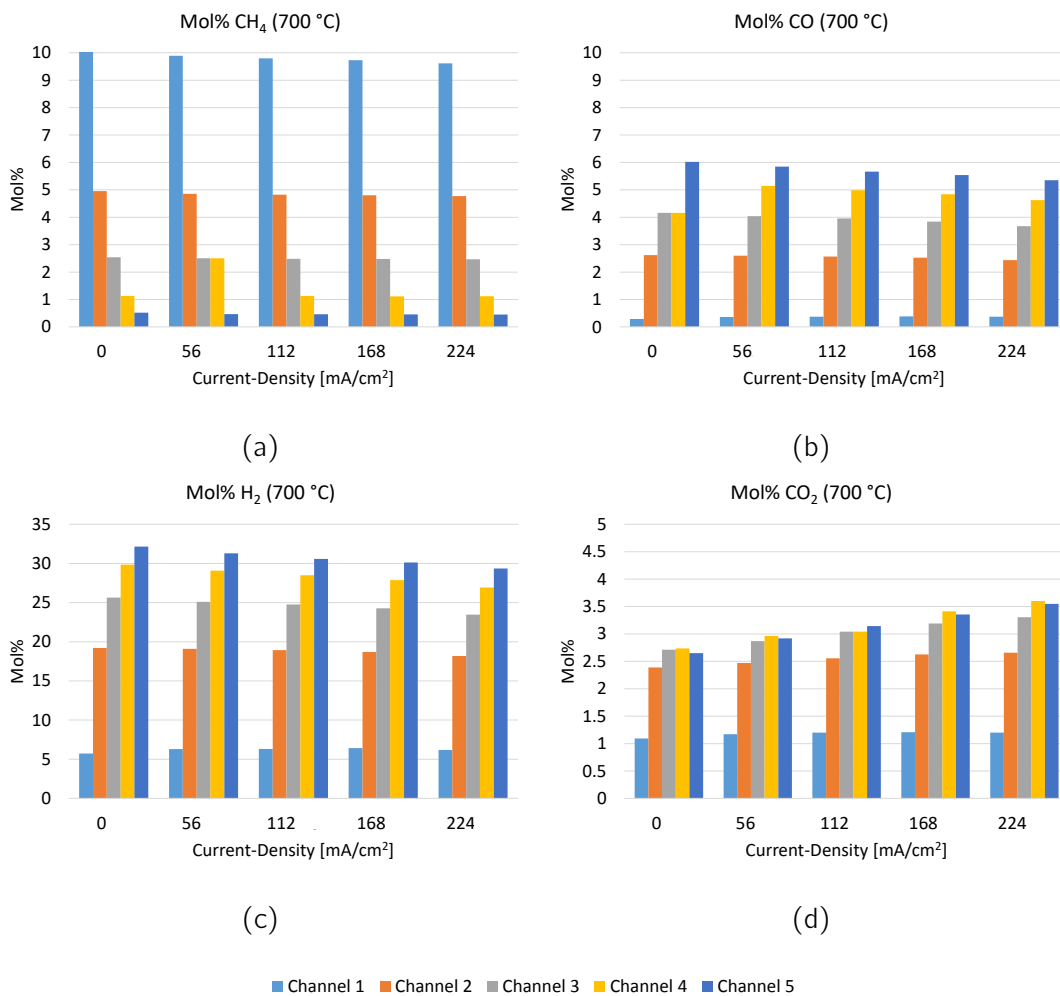 Mol% CH4 (700 °C)
10
9
8
7
6
5
4
3
2
1
0
Mol%
0 56 112 168 224
Current-Density [mA/cm2]
(a)
Mol% CO (700 °C)
10
9
8
7
6
5
4
3
2
1
0
Mol%
0 56 112 168 224
Current-Density [mA/cm2]
(b)
Mol% H2 (700 °C)
35
30
25
20
15
10
5
0
Mol%
0 56 112 168 224
Current-Density [mA/cm2]
(c)
Mol% CO2 (700 °C)
5
4.5
4
3.5
3
2.5
2
1.5
1
0.5
0
Mol%
0 56 112 168 224
Current-Density [mA/cm2]
(d)
Channel 1 Channel 2 Channel 3 Channel 4 Channel 5